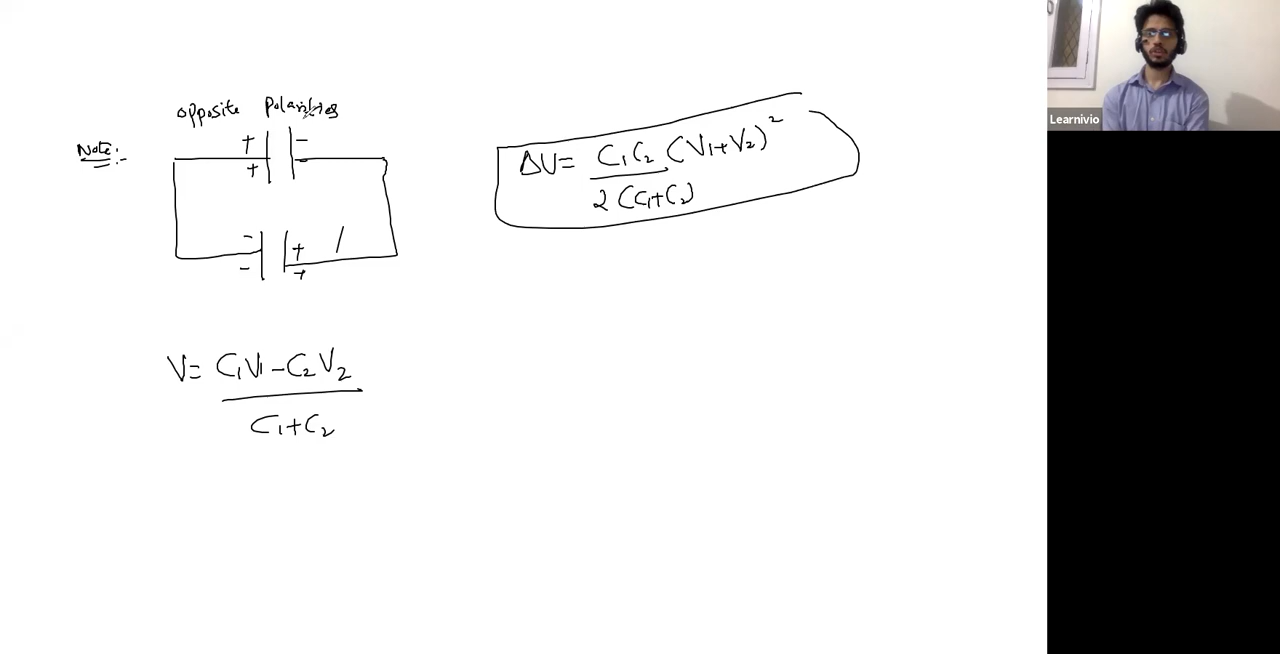 opposite polarities
Note:-
+ -
+ -
- +
- +
ΔU = C₁C₂ (V₁+V₂)²
2(C₁+C₂)
V = C₁V₁ - C₂V₂
C₁+C₂
Learnivio